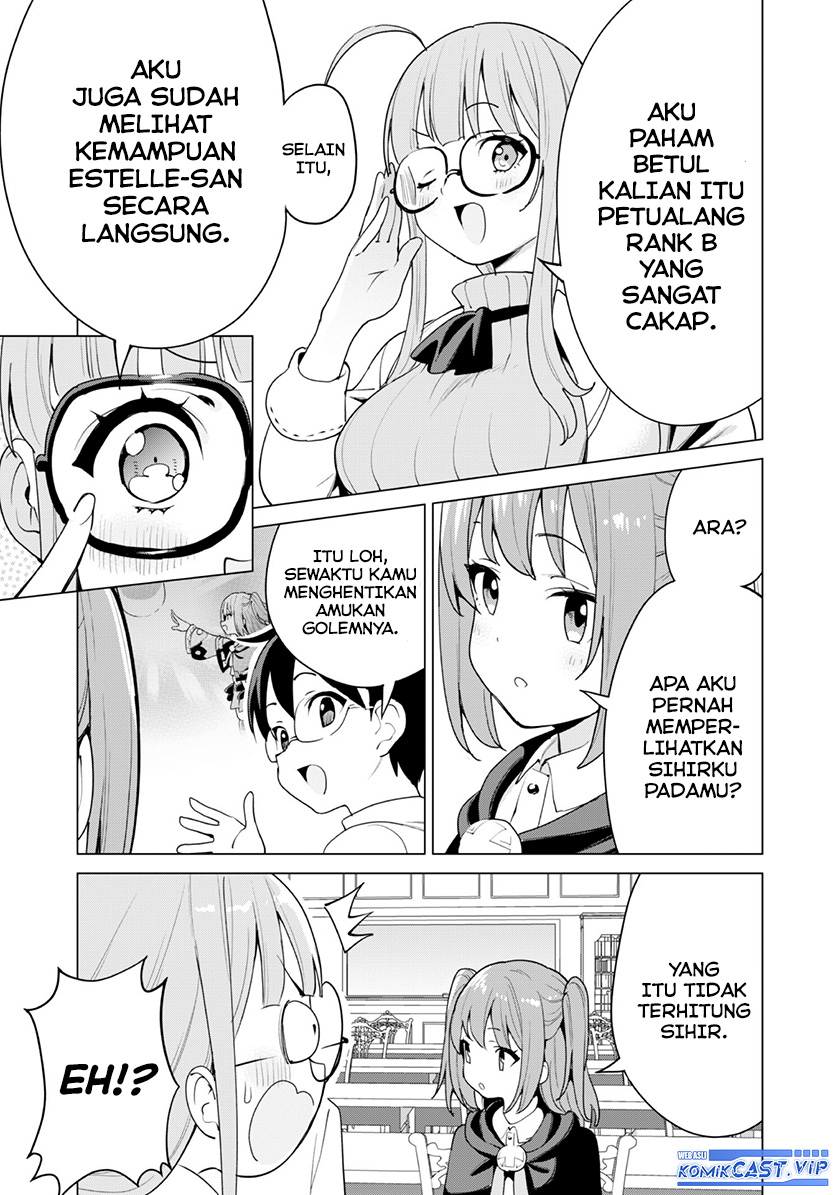 AKU
PAHAM
BETUL
KALIAN ITU
PETUALANG
RANK B
YANG
SANGAT
CAKAP.
SELAIN
ITU,
AKU
JUGA SUDAH
MELIHAT
KEMAMPUAN
ESTELLE-SAN
SECARA
LANGSUNG.
ARA?
APA AKU
PERNAH
MEMPER-
LIHATKAN
SIHIRKU
PADAMU?
ITU LOH,
SEWAKTU KAMU
MENGHENTIKAN
AMUKAN
GOLEMNYA.
YANG
ITU TIDAK
TERHITUNG
SIHIR.
EH!?
WEB ASLI
KOMIKCAST.VIP